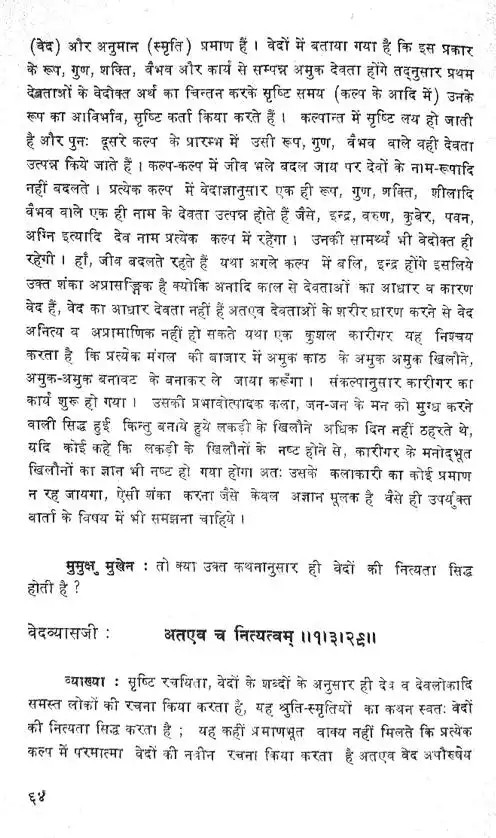 (वेद) और अनुमान (स्मृति) प्रमाण हैं । वेदों में बताया गया है कि इस प्रकार
के रूप, गुण, शक्ति, वैभव और कार्य से सम्पन्न अमुक देवता होंगे तद्नुसार प्रथम
देवताओं के वेदोक्त अर्थ का चिन्तन करके सृष्टि समय (कल्प के आदि में) उनके
रूप का आविर्भाव, सृष्टि कर्ता किया करते हैं । कल्पान्त में सृष्टि लय हो जाती
है और पुनः दूसरे कल्प के प्रारम्भ में उसी रूप, गुण, वैभव वाले वही देवता
उत्पन्न किये जाते हैं । कल्प-कल्प में जीव भले बदल जाय पर देवों के नाम-रूपादि
नहीं बदलते । प्रत्येक कल्प में वेदाज्ञानुसार एक ही रूप, गुण, शक्ति, शीलादि
वैभव वाले एक ही नाम के देवता उत्पन्न होते हैं जैसे, इन्द्र, वरुण, कुबेर, पवन,
अग्नि इत्यादि देव नाम प्रत्येक कल्प में रहेगा । उनकी सामर्थ्य भी वेदोक्त ही
रहेगी । हाँ, जीव बदलते रहते हैं यथा अगले कल्प में बलि, इन्द्र होंगे इसलिये
उक्त शंका अप्रासङ्गिक है क्योंकि अनादि काल से देवताओं का आधार व कारण
वेद हैं, वेद का आधार देवता नहीं हैं अतएव देवताओं के शरीर धारण करने से वेद
अनित्य व अप्रामाणिक नहीं हो सकते यथा एक कुशल कारीगर यह निश्चय
करता है कि प्रत्येक मंगल की बाजार में अमुक काठ के अमुक अमुक खिलौने,
अमुक-अमुक बनावट के बनाकर ले जाया करूँगा । संकल्पानुसार कारीगर का
कार्य शुरू हो गया । उसकी प्रभावोत्पादक कला, जन-जन के मन को मुग्ध करने
वाली सिद्ध हुई किन्तु बनाये हुये लकड़ी के खिलौने अधिक दिन नहीं ठहरते थे,
यदि कोई कहे कि लकड़ी के खिलौनों के नष्ट होने से, कारीगर के मनोद्भूत
खिलौनों का ज्ञान भी नष्ट हो गया होगा अतः उसके कलाकारी का कोई प्रमाण
न रह जायगा, ऐसी शंका करना जैसे केवल अज्ञान मूलक है वैसे ही उपर्युक्त
बार्ता के विषय में भी समझना चाहिये ।
मुमुक्षु मुखेन : तो क्या उक्त कथनानुसार ही वेदों की नित्यता सिद्ध
होती है ?
वेदव्यासजी : अतएव च नित्यत्वम् ॥१।३।२९॥
व्याख्या : सृष्टि रचयिता, वेदों के शब्दों के अनुसार ही देव व देवलोकादि
समस्त लोकों की रचना किया करता है, यह श्रुति-स्मृतियों का कथन स्वतः वेदों
की नित्यता सिद्ध करता है ; यह कहीं प्रमाणभूत वाक्य नहीं मिलते कि प्रत्येक
कल्प में परमात्मा वेदों की नवीन रचना किया करता है अतएव वेद अपौरुषेय
६४